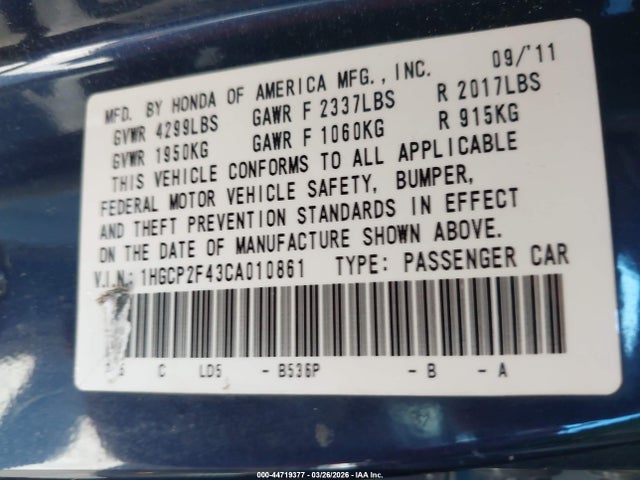 MFD. BY HONDA OF AMERICA MFG., INC. 09/'11
GVWR 4299LBS GAWR F 2337LBS R 2017LBS
GVWR 1950KG GAWR F 1060KG R 915KG
THIS VEHICLE CONFORMS TO ALL APPLICABLE
FEDERAL MOTOR VEHICLE SAFETY, BUMPER,
AND THEFT PREVENTION STANDARDS IN EFFECT
ON THE DATE OF MANUFACTURE SHOWN ABOVE.
V.I.N: 1HGCP2F43CA010861 TYPE: PASSENGER CAR
C LD5 - B536P - B - A
000-44719377 - 03/26/2026 - IAA Inc.